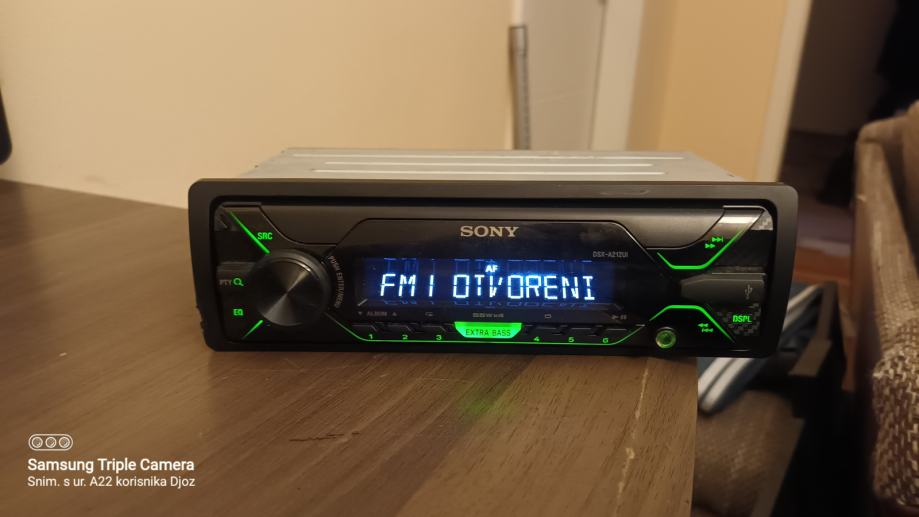 SONY
DSX-A212UI
SRC
PUSH ENTER/MENU
AF
FM1 OTVORENI
PTY
EQ
DSPL
ALBUM
EXTRA BASS
1 2 3 4 5 6
Samsung Triple Camera
Snim. s ur. A22 korisnika Djoz